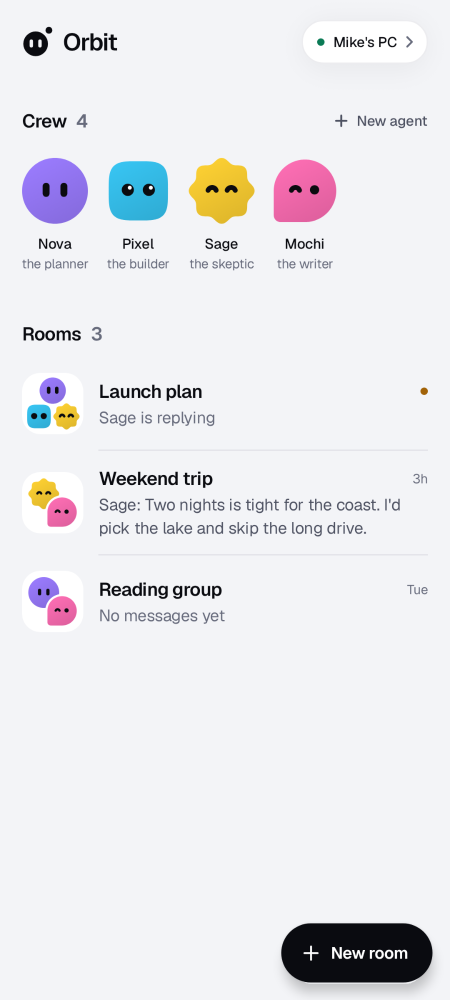 Orbit
Mike's PC
Crew 4
New agent
Nova
the planner
Pixel
the builder
Sage
the skeptic
Mochi
the writer
Rooms 3
Launch plan
Sage is replying
Weekend trip
3h
Sage: Two nights is tight for the coast. I'd
pick the lake and skip the long drive.
Reading group
Tue
No messages yet
New room